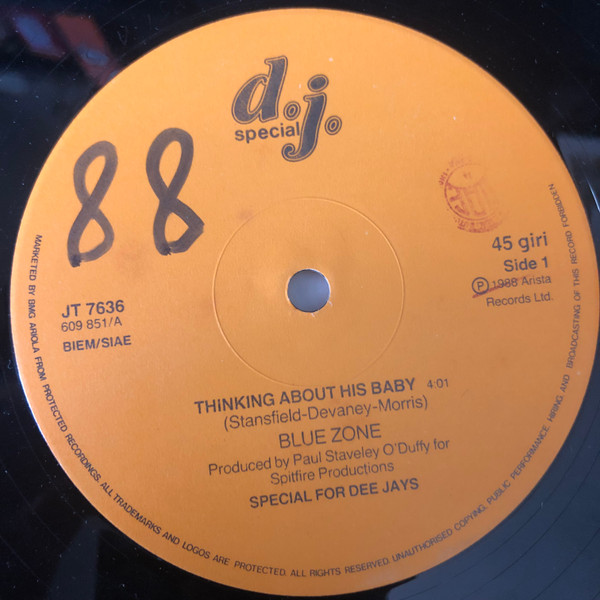 d.j.
special
88
45 giri
Side 1
℗ 1988 Arista
Records Ltd.
JT 7636
609 851/A
BIEM/SIAE
THINKING ABOUT HIS BABY 4:01
(Stansfield-Devaney-Morris)
BLUE ZONE
Produced by Paul Staveley O'Duffy for
Spitfire Productions
SPECIAL FOR DEE JAYS
MARKETED BY BMG ARIOLA FROM PROTECTED RECORDINGS. ALL TRADEMARKS AND LOGOS ARE PROTECTED. ALL RIGHTS RESERVED. UNAUTHORISED COPYING, PUBLIC PERFORMANCE, HIRING AND BROADCASTING OF THIS RECORD FORBIDDEN